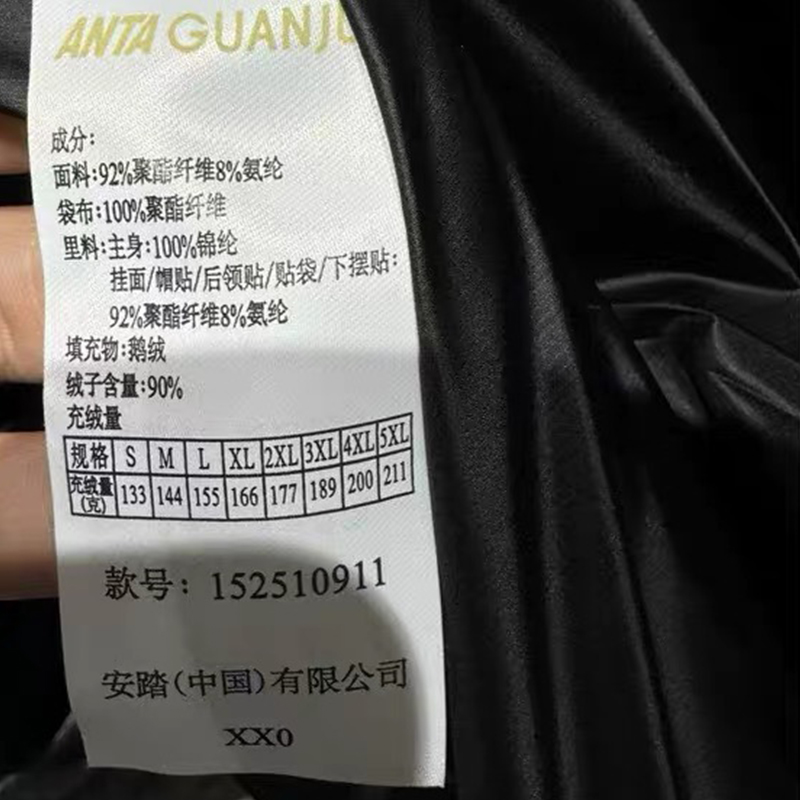 ANTA GUANJU
成分:
面料:92%聚酯纤维8%氨纶
袋布:100%聚酯纤维
里料:主身:100%锦纶
挂面/帽贴/后领贴/贴袋/下摆贴:
92%聚酯纤维8%氨纶
填充物:鹅绒
绒子含量:90%
充绒量
规格 S M L XL 2XL 3XL 4XL 5XL
充绒量(克) 133 144 155 166 177 189 200 211
款号: 152510911
安踏(中国)有限公司
XX0